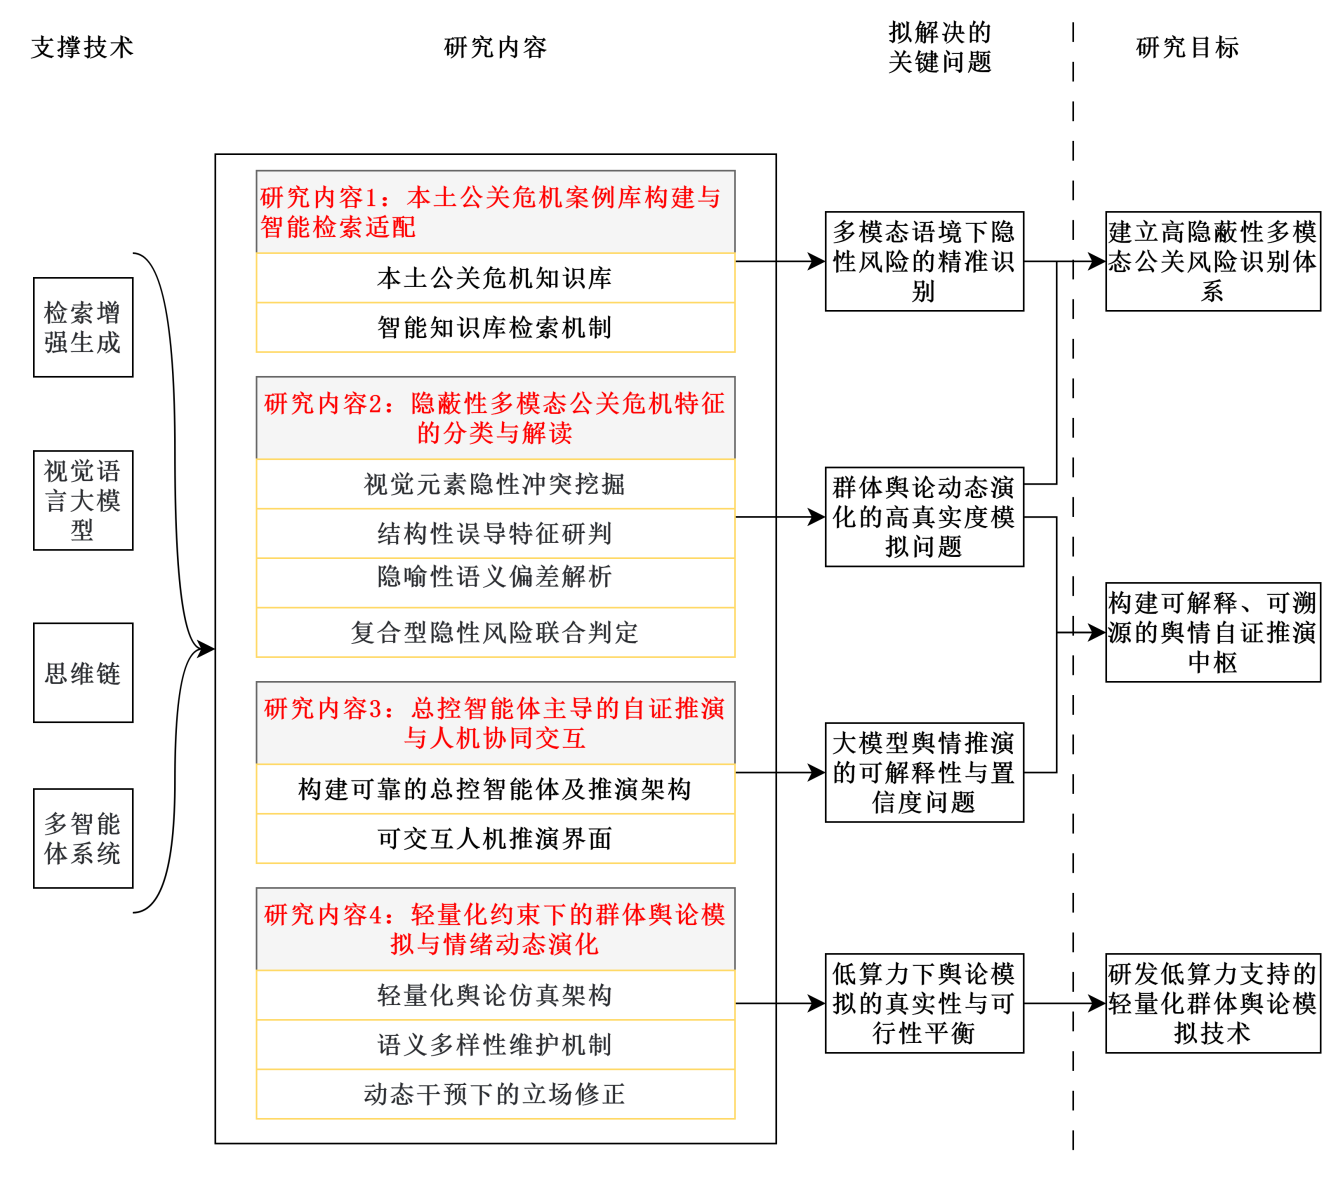 支撑技术
研究内容
拟解决的
关键问题
研究目标
检索增
强生成
视觉语
言大模
型
思维链
多智能
体系统
研究内容1：本土公关危机案例库构建与
智能检索适配
本土公关危机知识库
智能知识库检索机制
研究内容2：隐蔽性多模态公关危机特征
的分类与解读
视觉元素隐性冲突挖掘
结构性误导特征研判
隐喻性语义偏差解析
复合型隐性风险联合判定
研究内容3：总控智能体主导的自证推演
与人机协同交互
构建可靠的总控智能体及推演架构
可交互人机推演界面
研究内容4：轻量化约束下的群体舆论模
拟与情绪动态演化
轻量化舆论仿真架构
语义多样性维护机制
动态干预下的立场修正
多模态语境下隐
性风险的精准识
别
群体舆论动态演
化的高真实度模
拟问题
大模型舆情推演
的可解释性与置
信度问题
低算力下舆论模
拟的真实性与可
行性平衡
建立高隐蔽性多模
态公关风险识别体
系
构建可解释、可溯
源的舆情自证推演
中枢
研发低算力支持的
轻量化群体舆论模
拟技术